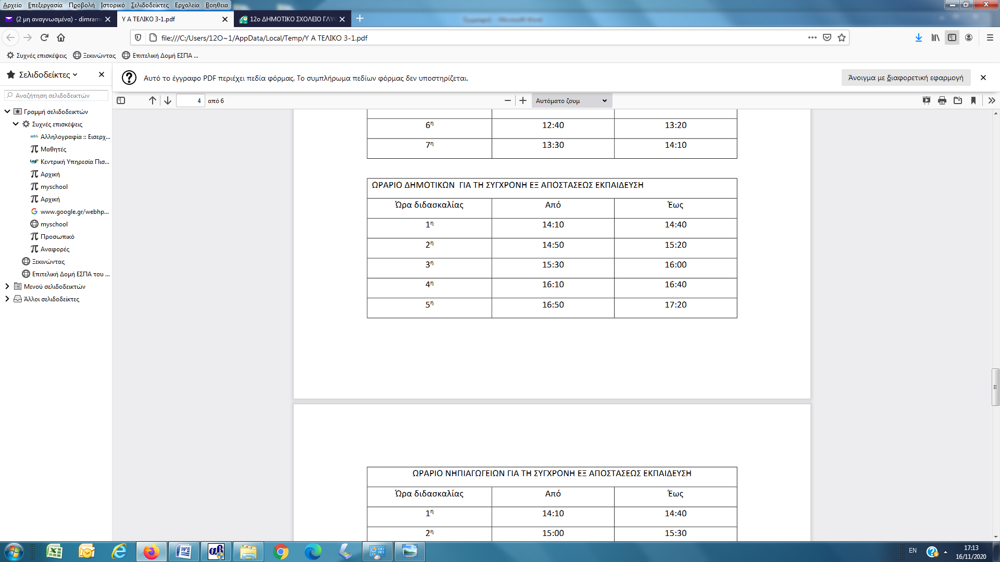 Αρχείο Επεξεργασία Προβολή Ιστορικό Σελιδοδείκτες Εργαλεία Βοήθεια
(2 μη αναγνωσμένα) - dimram
Υ Α ΤΕΛΙΚΟ 3-1.pdf
12ο ΔΗΜΟΤΙΚΟ ΣΧΟΛΕΙΟ ΓΛΥΦ
file:///C:/Users/12O~1/AppData/Local/Temp/Υ Α ΤΕΛΙΚΟ 3-1.pdf
Συχνές επισκέψεις Ξεκινώντας Επιτελική Δομή ΕΣΠΑ ...
Σελιδοδείκτες
Αυτό το έγγραφο PDF περιέχει πεδία φόρμας. Το συμπλήρωμα πεδίων φόρμας δεν υποστηρίζεται.
Άνοιγμα με διαφορετική εφαρμογή
Αναζήτηση σελιδοδεικτών
4 από 6
Αυτόματο ζουμ
Γραμμή σελιδοδεικτών
Συχνές επισκέψεις
Αλληλογραφία :: Εισερχ...
Μαθητές
Κεντρική Υπηρεσία Πισ...
Αρχική
myschool
Αρχική
www.google.gr/webhp...
myschool
Προσωπικό
Αναφορές
Ξεκινώντας
Επιτελική Δομή ΕΣΠΑ του ...
Μενού σελιδοδεικτών
Άλλοι σελιδοδείκτες
6η 12:40 13:20
7η 13:30 14:10
ΩΡΑΡΙΟ ΔΗΜΟΤΙΚΩΝ ΓΙΑ ΤΗ ΣΥΓΧΡΟΝΗ ΕΞ ΑΠΟΣΤΑΣΕΩΣ ΕΚΠΑΙΔΕΥΣΗ
Ώρα διδασκαλίας Από Έως
1η 14:10 14:40
2η 14:50 15:20
3η 15:30 16:00
4η 16:10 16:40
5η 16:50 17:20
ΩΡΑΡΙΟ ΝΗΠΙΑΓΩΓΕΙΩΝ ΓΙΑ ΤΗ ΣΥΓΧΡΟΝΗ ΕΞ ΑΠΟΣΤΑΣΕΩΣ ΕΚΠΑΙΔΕΥΣΗ
Ώρα διδασκαλίας Από Έως
1η 14:10 14:40
2η 15:00 15:30
EN
17:13
16/11/2020